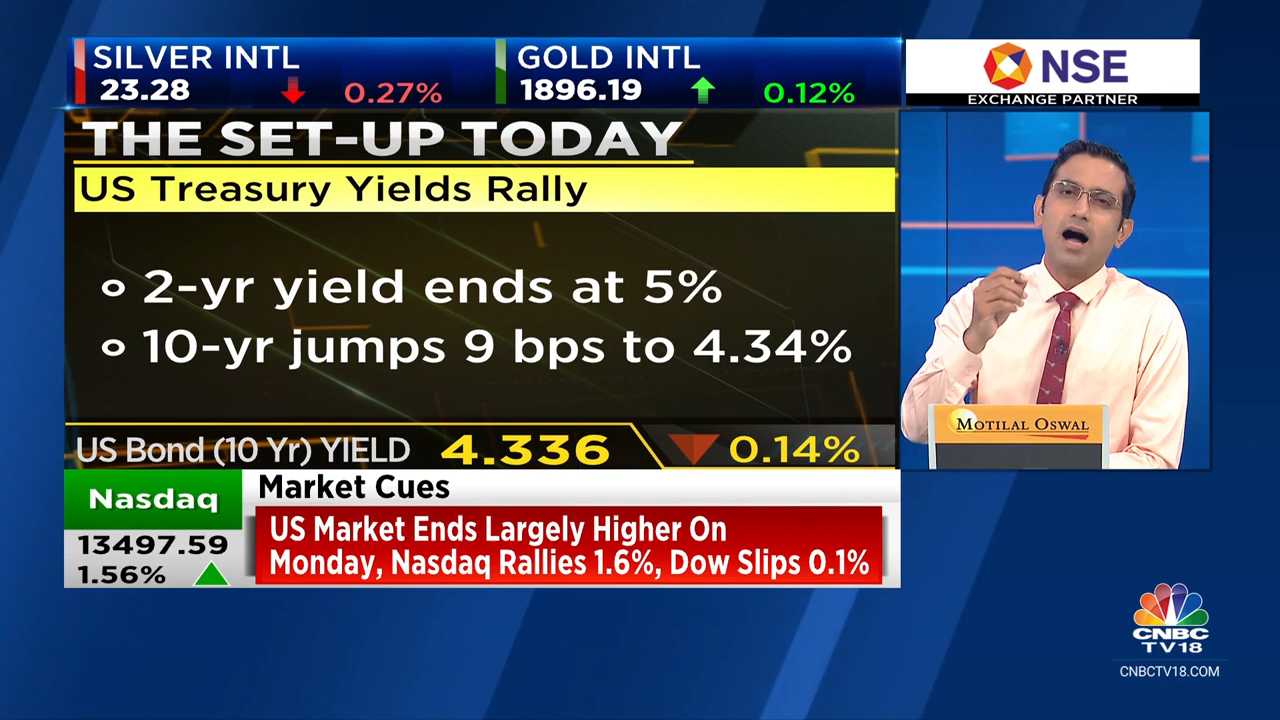 SILVER INTL
23.28 0.27%
GOLD INTL
1896.19 0.12%
NSE
EXCHANGE PARTNER
THE SET-UP TODAY
US Treasury Yields Rally
2-yr yield ends at 5%
10-yr jumps 9 bps to 4.34%
US Bond (10 Yr) YIELD 4.336 0.14%
MOTILAL OSWAL
Nasdaq
13497.59
1.56%
Market Cues
US Market Ends Largely Higher On
Monday, Nasdaq Rallies 1.6%, Dow Slips 0.1%
CNBC
TV18
CNBCTV18.COM